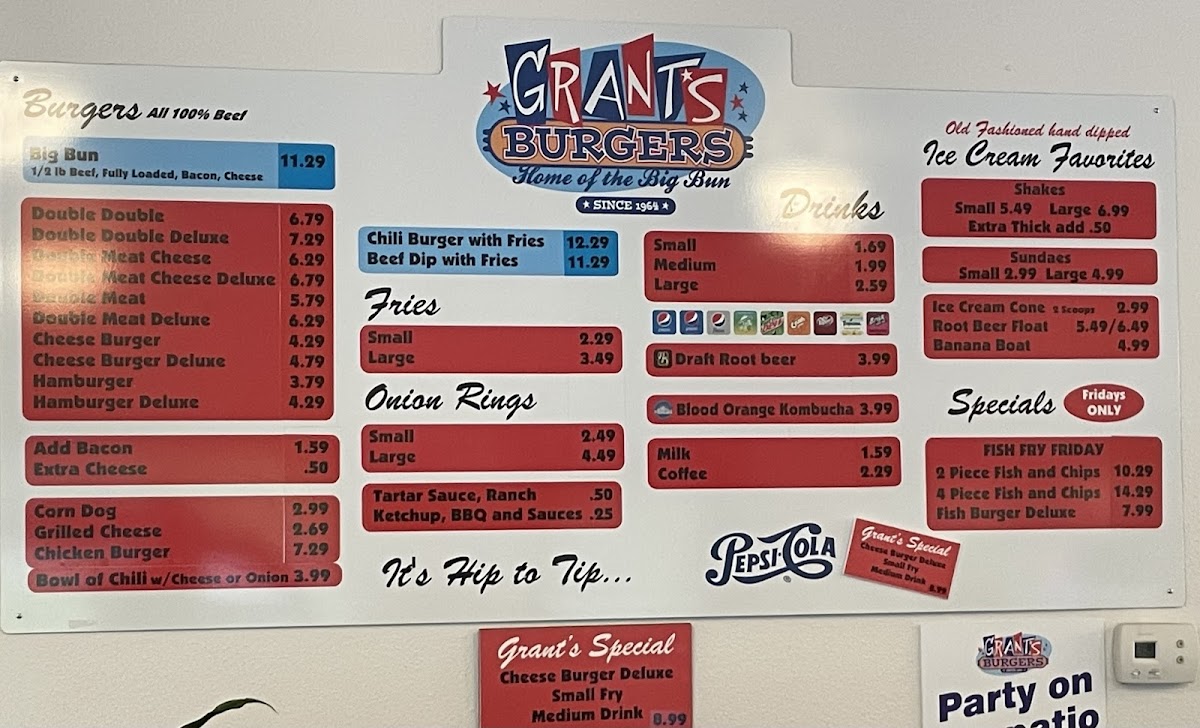 GRANT'S
BURGERS
Home of the Big Bun
★ SINCE 1964 ★
Burgers All 100% Beef
Big Bun 11.29
1/2 lb Beef, Fully Loaded, Bacon, Cheese
Double Double 6.79
Double Double Deluxe 7.29
Double Meat Cheese 6.29
Double Meat Cheese Deluxe 6.79
Double Meat 5.79
Double Meat Deluxe 6.29
Cheese Burger 4.29
Cheese Burger Deluxe 4.79
Hamburger 3.79
Hamburger Deluxe 4.29
Add Bacon 1.59
Extra Cheese .50
Corn Dog 2.99
Grilled Cheese 2.69
Chicken Burger 7.29
Bowl of Chili w/Cheese or Onion 3.99
Chili Burger with Fries 12.29
Beef Dip with Fries 11.29
Fries
Small 2.29
Large 3.49
Onion Rings
Small 2.49
Large 4.49
Tartar Sauce, Ranch .50
Ketchup, BBQ and Sauces .25
It's Hip to Tip...
Drinks
Small 1.69
Medium 1.99
Large 2.59
Draft Root beer 3.99
Blood Orange Kombucha 3.99
Milk 1.59
Coffee 2.29
PEPSI-COLA
Grant's Special
Cheese Burger Deluxe
Small Fry
Medium Drink 8.99
Old Fashioned hand dipped
Ice Cream Favorites
Shakes
Small 5.49 Large 6.99
Extra Thick add .50
Sundaes
Small 2.99 Large 4.99
Ice Cream Cone 2 Scoops 2.99
Root Beer Float 5.49/6.49
Banana Boat 4.99
Specials Fridays
ONLY
FISH FRY FRIDAY
2 Piece Fish and Chips 10.29
4 Piece Fish and Chips 14.29
Fish Burger Deluxe 7.99
Grant's Special
Cheese Burger Deluxe
Small Fry
Medium Drink 8.99
GRANT'S
BURGERS
Party on
patio